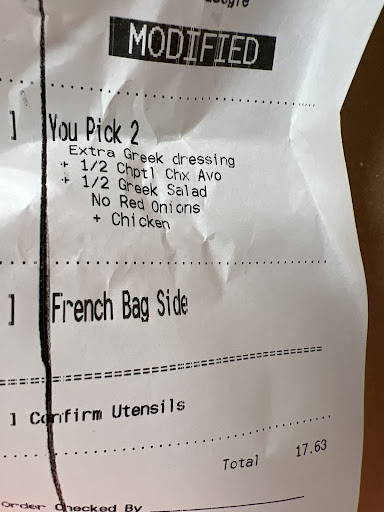 MODIFIED
] You Pick 2
Extra Greek dressing
+ 1/2 Chptl Chx Avo
+ 1/2 Greek Salad
No Red Onions
+ Chicken
] French Bag Side
] Confirm Utensils
Total 17.63
Order Checked By